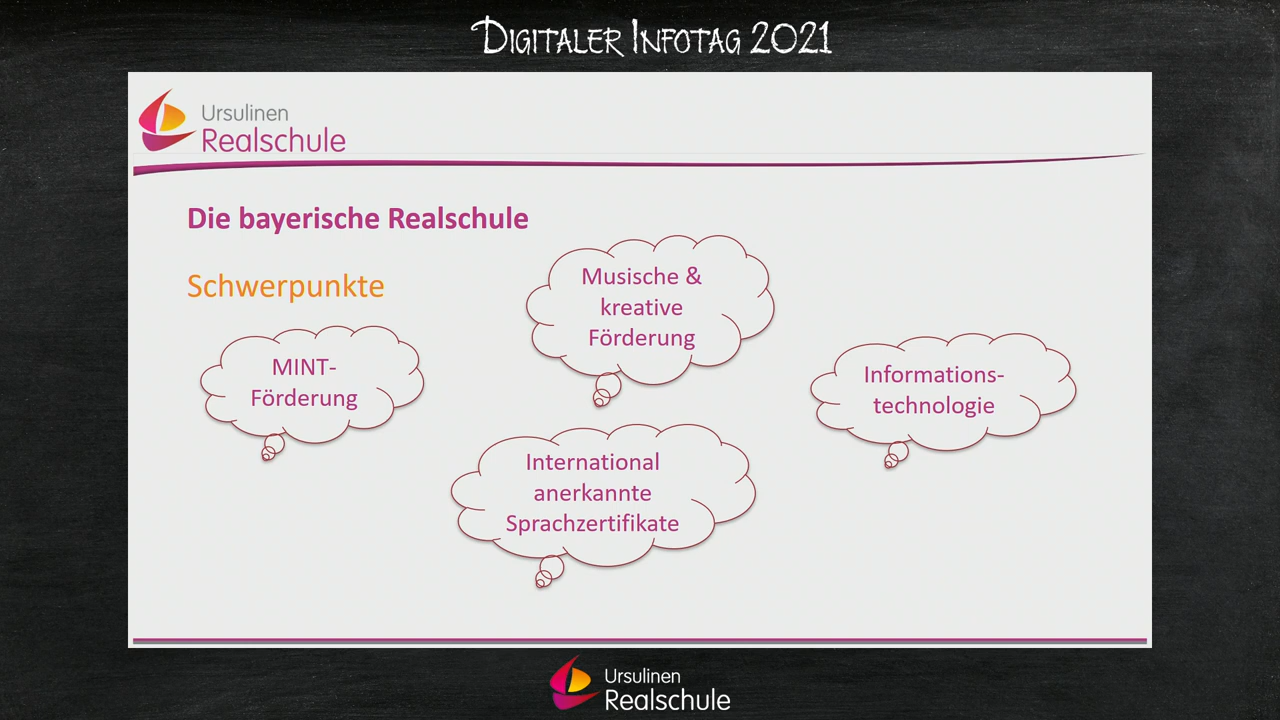 DIGITALER INFOTAG 2021
Ursulinen
Realschule
Die bayerische Realschule
Schwerpunkte
Musische &
kreative
Förderung
MINT-
Förderung
Informations-
technologie
International
anerkannte
Sprachzertifikate
Ursulinen
Realschule